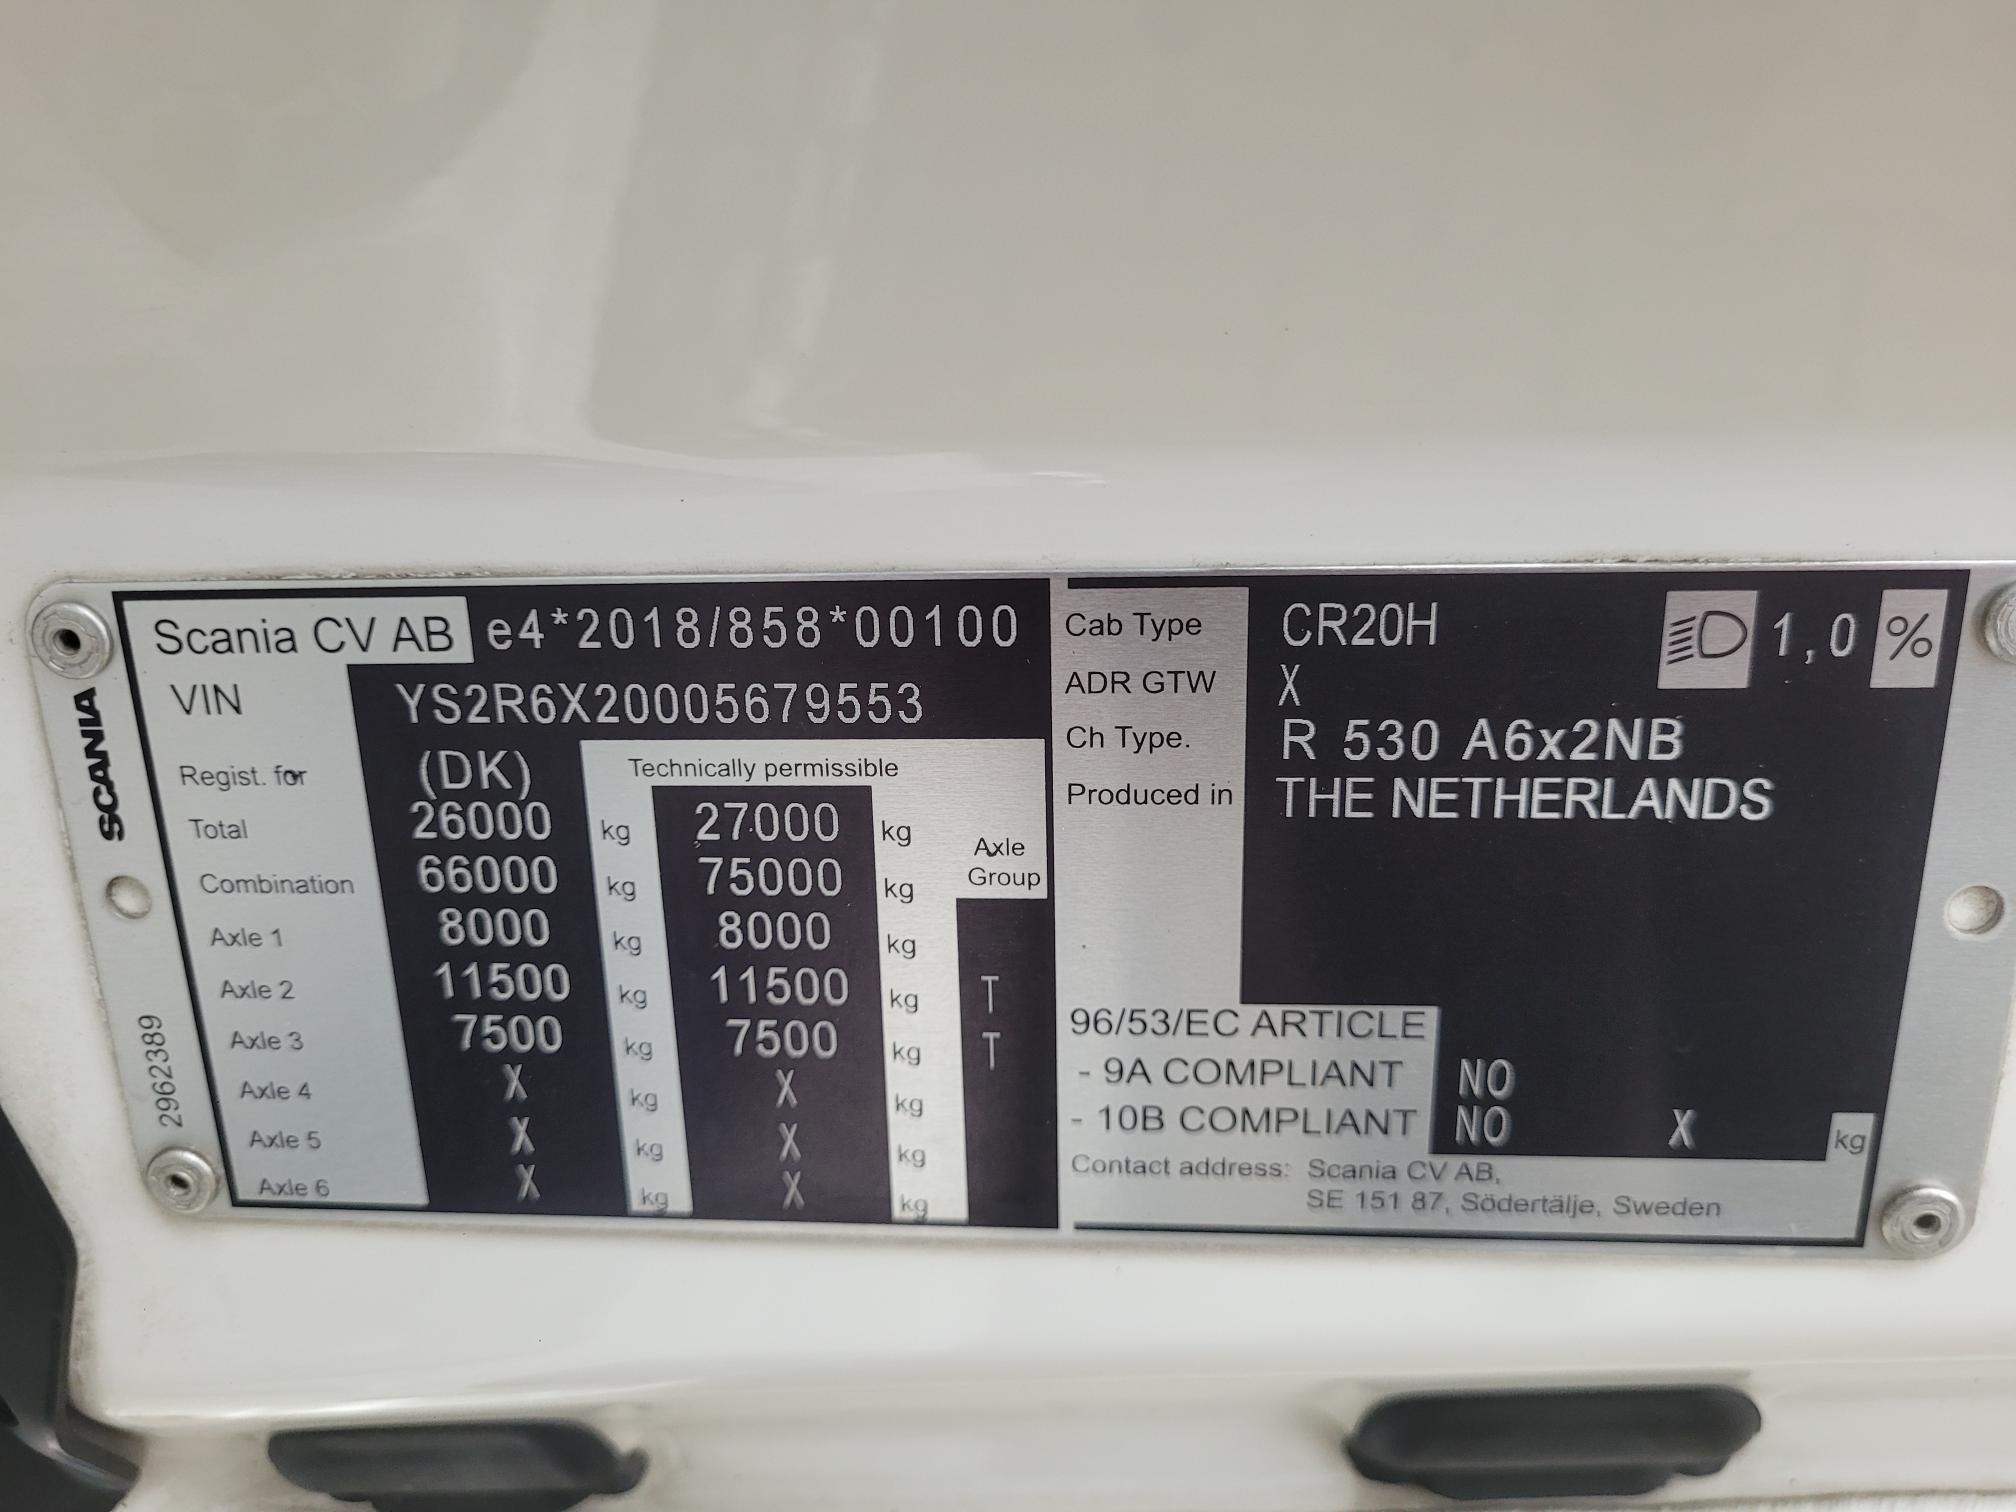 Scania CV AB e4*2018/858*00100
VIN YS2R6X20005679553
Regist. for (DK) Technically permissible
Total 26000 kg 27000 kg
Combination 66000 kg 75000 kg Axle Group
Axle 1 8000 kg 8000 kg
Axle 2 11500 kg 11500 kg T
Axle 3 7500 kg 7500 kg T
Axle 4 X kg X kg
Axle 5 X kg X kg
Axle 6 X kg X kg
SCANIA
2962389
Cab Type CR20H 1,0 %
ADR GTW X
Ch Type. R 530 A6x2NB
Produced in THE NETHERLANDS
96/53/EC ARTICLE
- 9A COMPLIANT NO
- 10B COMPLIANT NO X kg
Contact address: Scania CV AB,
SE 151 87, Södertälje, Sweden